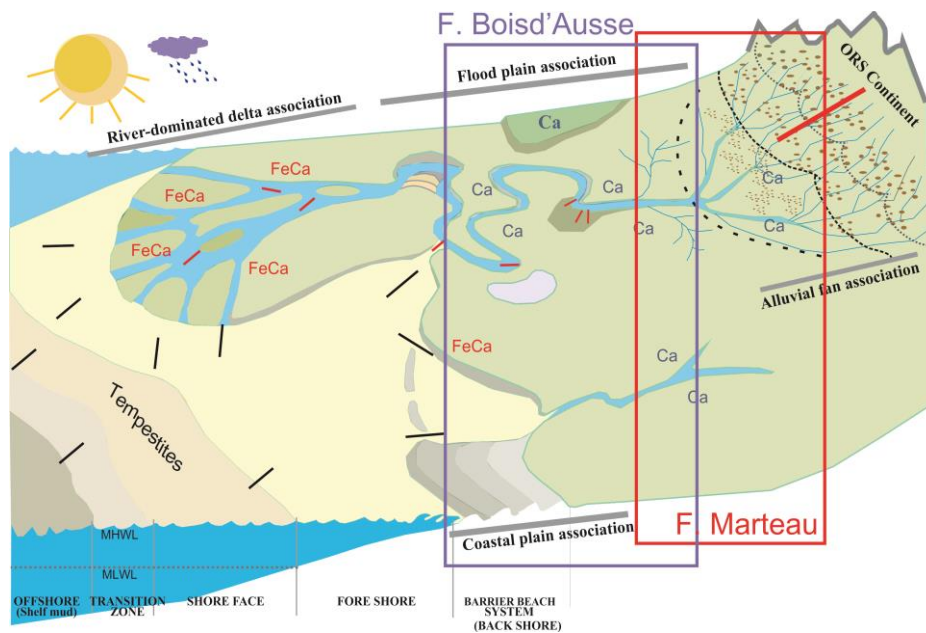 F. Boisd'Ausse
Flood plain association
ORS Continent
River-dominated delta association
Ca
FeCa
FeCa
Ca
Ca
Ca
FeCa
FeCa
Ca
Ca
Ca
Alluvial fan association
FeCa
Ca
Ca
Tempestites
F. Marteau
Coastal plain association
MHWL
MLWL
OFFSHORE
(Shelf mud)
TRANSITION
ZONE
SHORE FACE
FORE SHORE
BARRIER BEACH
SYSTEM
(BACK SHORE)